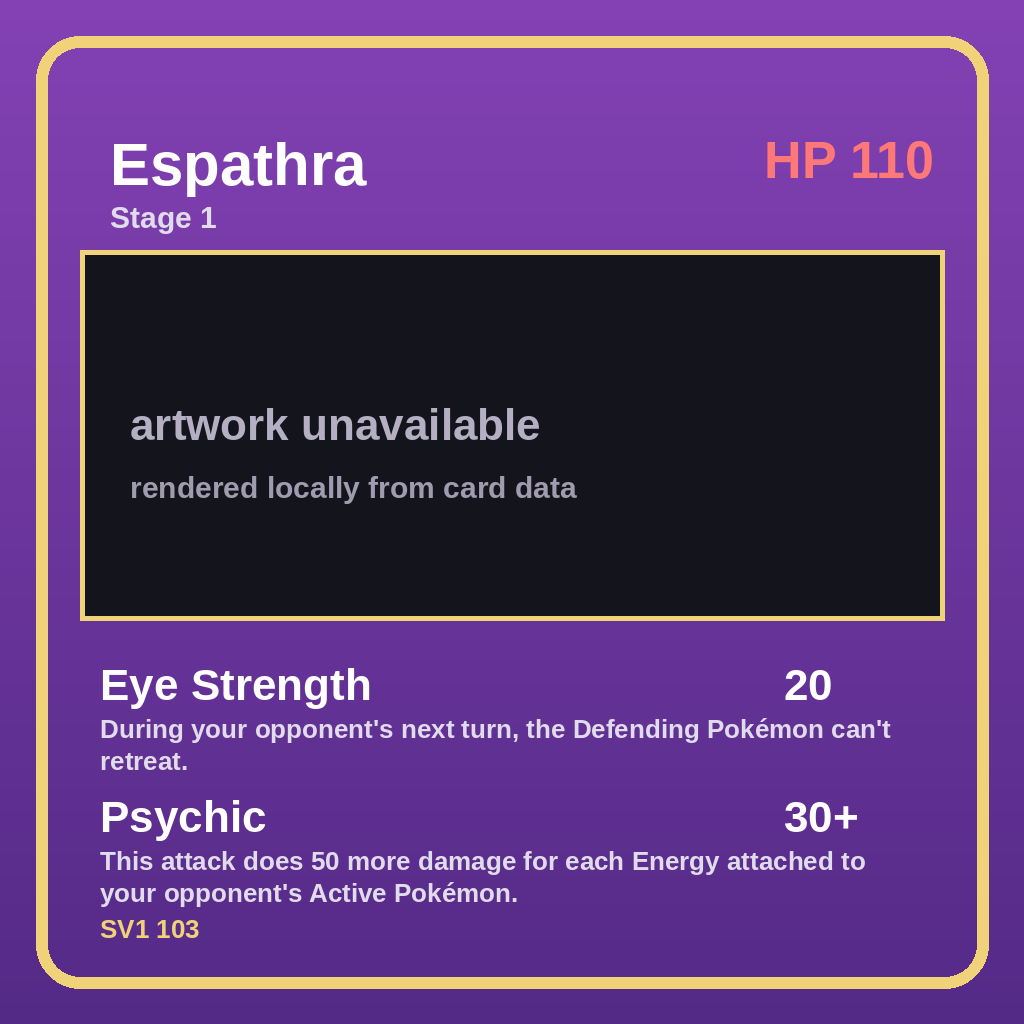 Espathra
HP 110
Stage 1
artwork unavailable
rendered locally from card data
Eye Strength 20
During your opponent's next turn, the Defending Pokémon can't
retreat.
Psychic 30+
This attack does 50 more damage for each Energy attached to
your opponent's Active Pokémon.
SV1 103